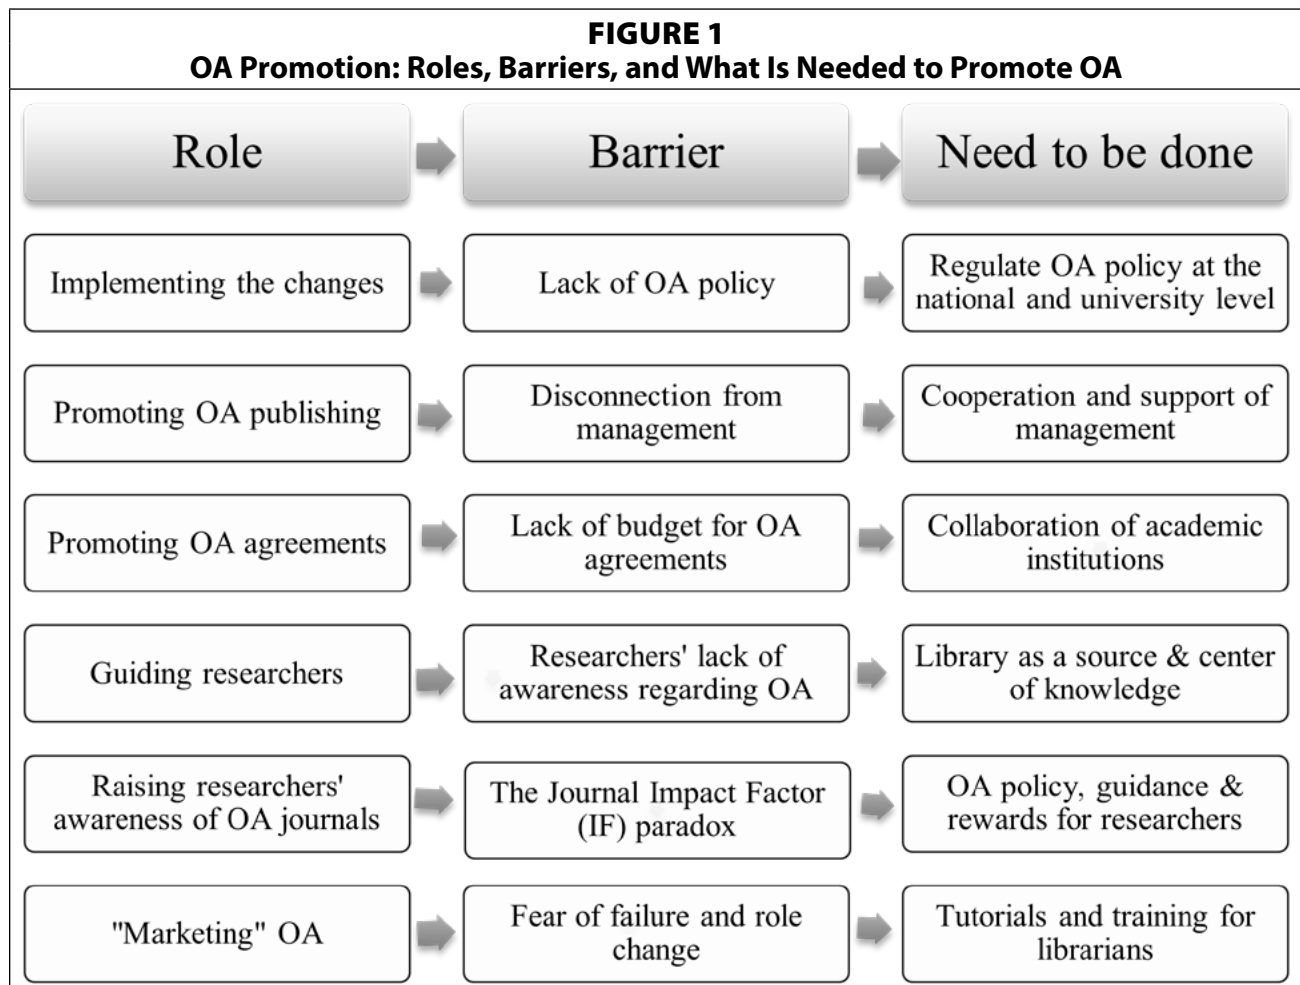 FIGURE 1
OA Promotion: Roles, Barriers, and What Is Needed to Promote OA
Role
Barrier
Need to be done
Implementing the changes
Lack of OA policy
Regulate OA policy at the
national and university level
Promoting OA publishing
Disconnection from
management
Cooperation and support of
management
Promoting OA agreements
Lack of budget for OA
agreements
Collaboration of academic
institutions
Guiding researchers
Researchers' lack of
awareness regarding OA
Library as a source & center
of knowledge
Raising researchers'
awareness of OA journals
The Journal Impact Factor
(IF) paradox
OA policy, guidance &
rewards for researchers
"Marketing" OA
Fear of failure and role
change
Tutorials and training for
librarians